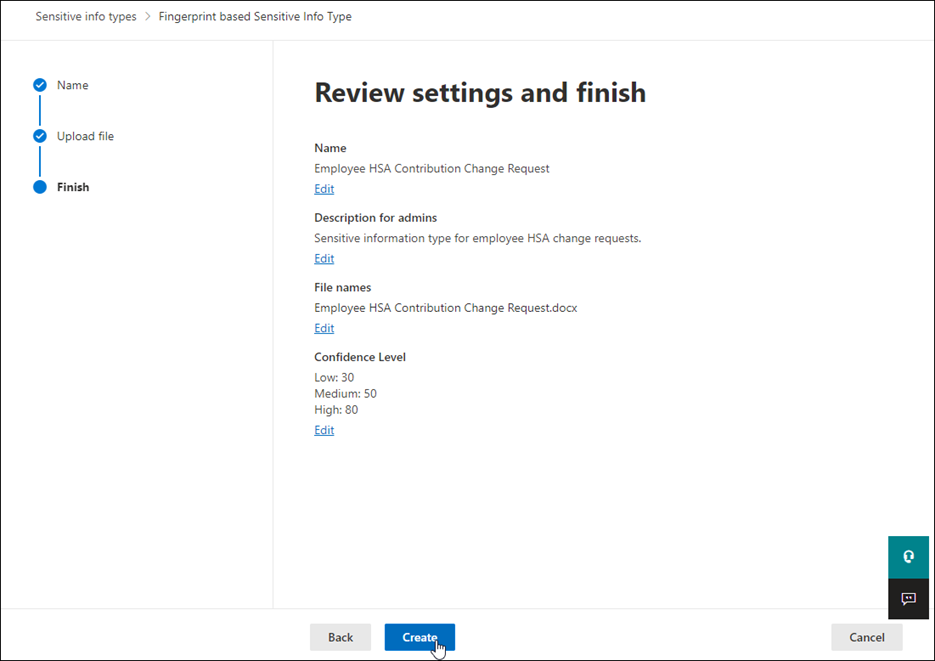 Sensitive info types > Fingerprint based Sensitive Info Type
Name
Upload file
Finish
Review settings and finish
Name
Employee HSA Contribution Change Request
Edit
Description for admins
Sensitive information type for employee HSA change requests.
Edit
File names
Employee HSA Contribution Change Request.docx
Edit
Confidence Level
Low: 30
Medium: 50
High: 80
Edit
Back
Create
Cancel